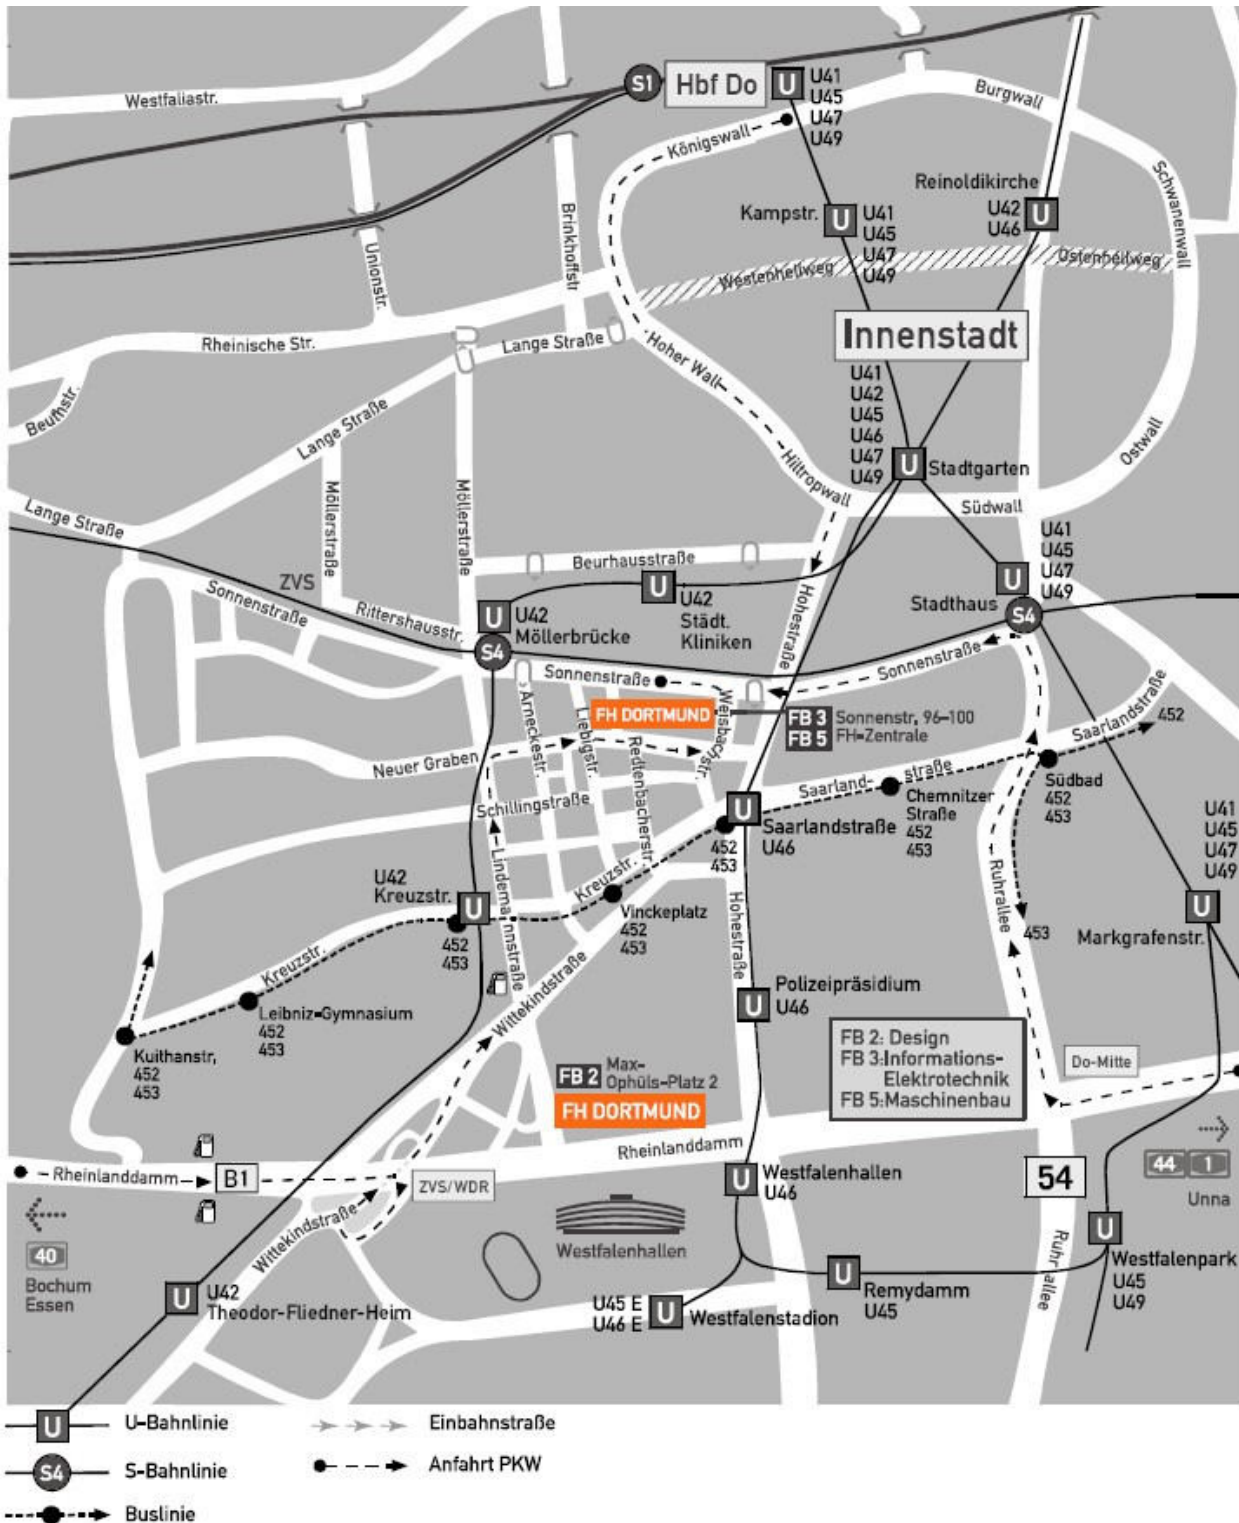 Westfaliastr.
S1
Hbf Do
U
U41
U45
U47
U49
Burgwall
Königswall
Schwanenwall
Reinoldikirche
U42
U46
U
Kampstr.
U
U41
U45
U47
U49
Brinkhoffstr
Unionstr.
Westenhellweg
Ostenhellweg
Innenstadt
Rheinische Str.
Lange Straße
Hoher Wall
U41
U42
U45
U46
U47
U49
U
Stadtgarten
Ostwall
Lange Straße
Hiltropwall
Südwall
Lange Straße
Möllerstraße
Möllerstraße
Beurhausstraße
U41
U45
U47
U49
U
Stadthaus
S4
ZVS
Sonnenstraße
Rittershausstr.
U
U42
Möllerbrücke
S4
U
U42
Städt.
Kliniken
Hohestraße
Sonnenstraße
Sonnenstraße
Weisbachstr.
Arneckestr.
Liebigstr.
Redtenbacherstr.
FH DORTMUND
FB 3
FB 5
Sonnenstr, 96–100
FH=Zentrale
Saarlandstraße
452
Neuer Graben
Schillingstraße
Saarland-
straße
Südbad
452
453
Chemnitzer
Straße
452
453
U
Saarlandstraße
U46
452
453
U41
U45
U47
U49
U
Markgrafenstr.
Lindemannstraße
U42
Kreuzstr.
U
452
453
Kreuzstr.
Vinckeplatz
452
453
Hohestraße
Ruhrallee
453
Kreuzstr.
Leibniz=Gymnasium
452
453
Wittekindstraße
Polizeipräsidium
U
U46
Kuithanstr,
452
453
FB 2
Max-
Ophüls-Platz 2
FH DORTMUND
FB 2: Design
FB 3:Informations-
Elektrotechnik
FB 5:Maschinenbau
Do-Mitte
Rheinlanddamm
Rheinlanddamm
B1
ZVS/WDR
U
Westfalenhallen
U46
54
44
1
Unna
Wittekindstraße
Westfalenhallen
40
Bochum
Essen
U
U42
Theodor-Fliedner-Heim
U45 E
U46 E
U
Westfalenstadion
U
Remydamm
U45
Ruhrallee
U
Westfalenpark
U45
U49
U
U-Bahnlinie
Einbahnstraße
S4
S-Bahnlinie
Anfahrt PKW
Buslinie